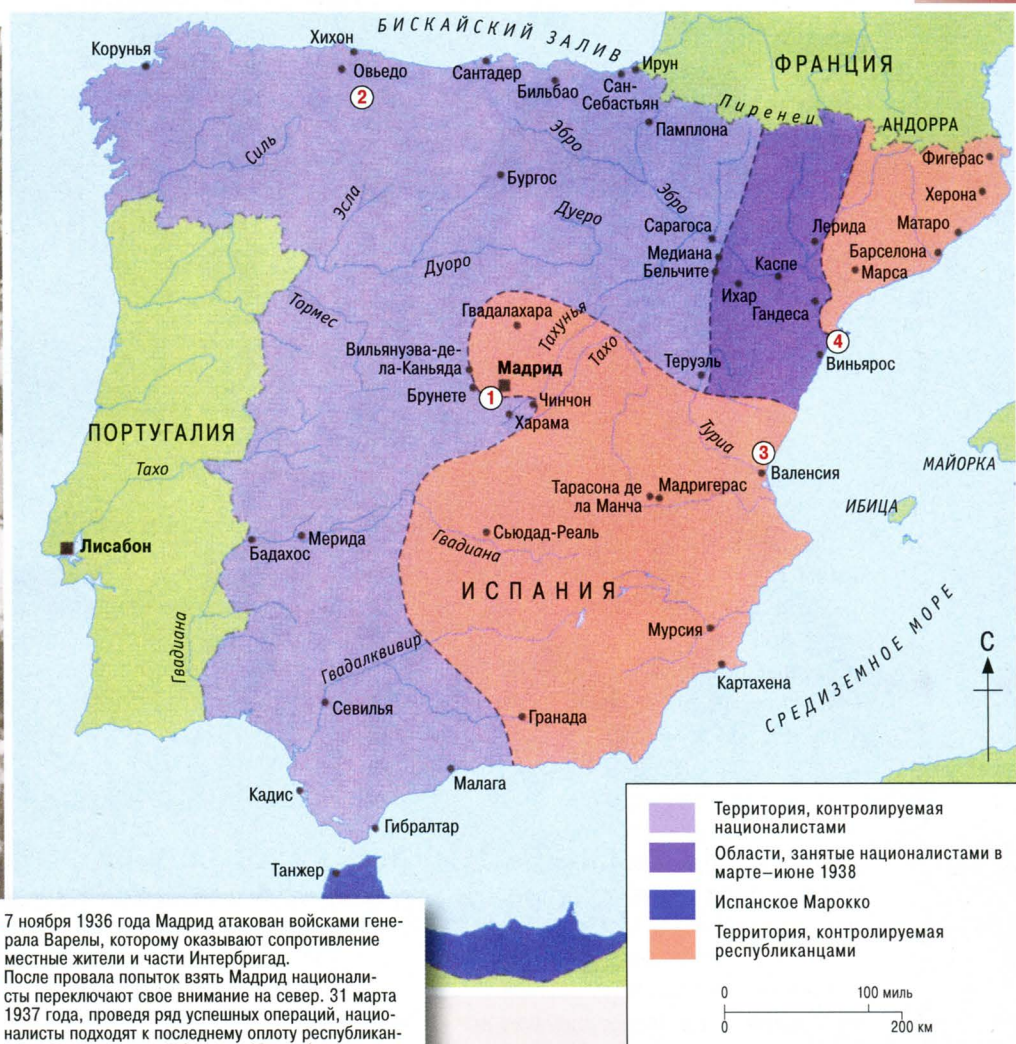 БИСКАЙСКИЙ ЗАЛИВ
Корунья
Хихон
Овьедо
2
Сантадер
Бильбао
Сан-
Себастьян
Ирун
ФРАНЦИЯ
Пиренеи
АНДОРРА
Памплона
Фигерас
Херона
Матаро
Барселона
Марса
Силь
Эсла
Эбро
Бургос
Дуеро
Эбро
Сарагоса
Медиана
Бельчите
Лерида
Каспе
Ихар
Гандеса
4
Виньярос
Дуоро
Тормес
Гвадалахара
Тахунья
Тахо
Вильянуэва-де-
ла-Каньяда
Мадрид
Брунете
1
Чинчон
Харама
Теруэль
Туриа
3
Валенсия
МАЙОРКА
ИБИЦА
ПОРТУГАЛИЯ
Тахо
Лисабон
Бадахос
Мерида
Тарасона де
ла Манча
Мадригерас
Сьюдад-Реаль
Гвадиана
ИСПАНИЯ
Гвадиана
Мурсия
Картахена
СРЕДИЗЕМНОЕ МОРЕ
С
Гвадалквивир
Севилья
Гранада
Кадис
Малага
Гибралтар
Танжер
Территория, контролируемая
националистами
Области, занятые националистами в
марте–июне 1938
Испанское Марокко
Территория, контролируемая
республиканцами
0 100 миль
0 200 км
7 ноября 1936 года Мадрид атакован войсками гене-
рала Варелы, которому оказывают сопротивление
местные жители и части Интербригад.
После провала попыток взять Мадрид национали-
сты переключают свое внимание на север. 31 марта
1937 года, проведя ряд успешных операций, нацио-
налисты подходят к последнему оплоту республикан-